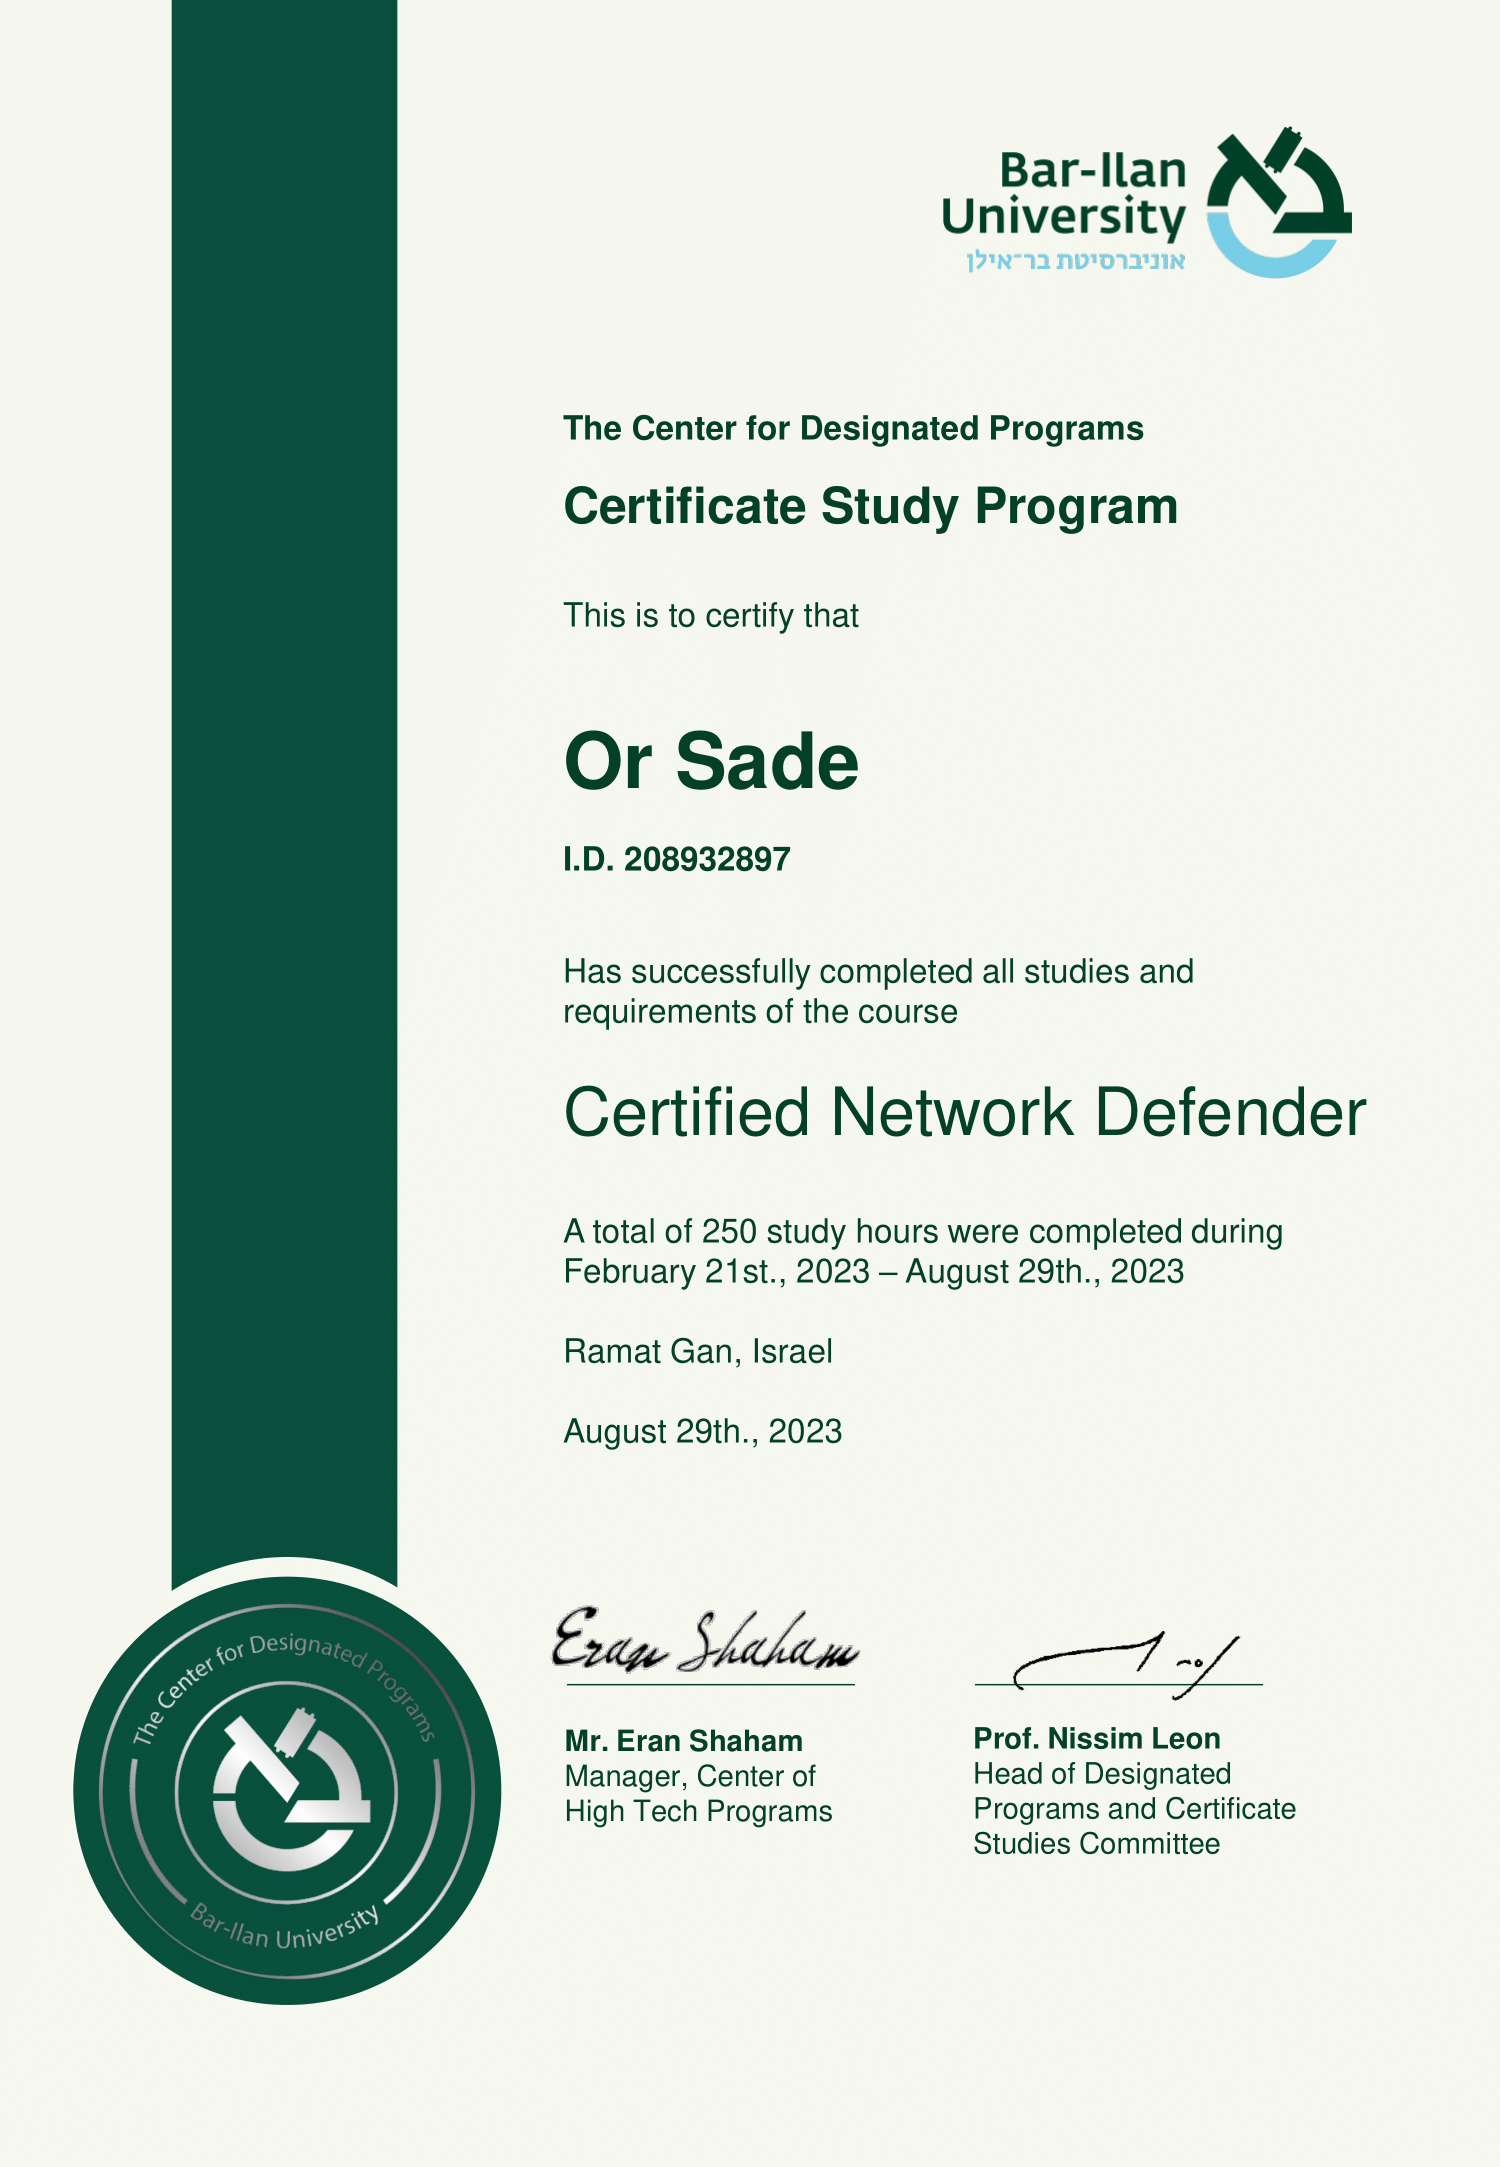 Bar-Ilan
University
אוניברסיטת בר־אילן
The Center for Designated Programs
Certificate Study Program
This is to certify that
Or Sade
I.D. 208932897
Has successfully completed all studies and
requirements of the course
Certified Network Defender
A total of 250 study hours were completed during
February 21st., 2023 – August 29th., 2023
Ramat Gan, Israel
August 29th., 2023
Eran Shaham
Mr. Eran Shaham
Manager, Center of
High Tech Programs
Prof. Nissim Leon
Head of Designated
Programs and Certificate
Studies Committee
The Center for Designated Programs
Bar-Ilan University